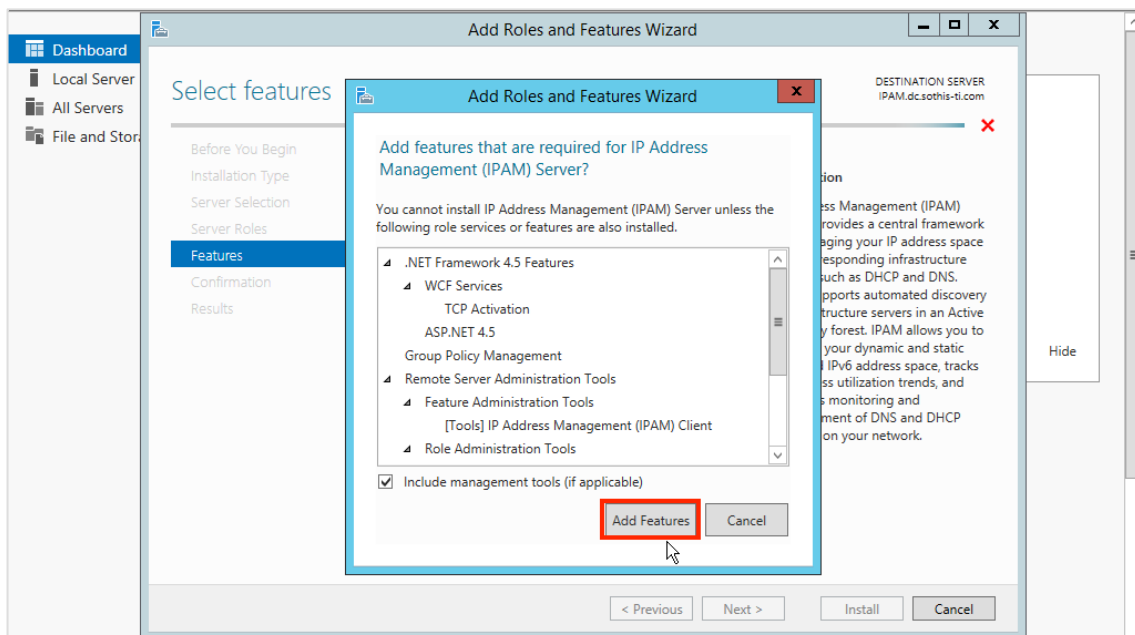 Add Roles and Features Wizard
Dashboard
Local Server
All Servers
File and Stor
Select features
DESTINATION SERVER
IPAM.dc.sothis-ti.com
Before You Begin
Installation Type
Server Selection
Server Roles
Features
Confirmation
Results
Add Roles and Features Wizard
Add features that are required for IP Address
Management (IPAM) Server?
You cannot install IP Address Management (IPAM) Server unless the
following role services or features are also installed.
.NET Framework 4.5 Features
WCF Services
TCP Activation
ASP.NET 4.5
Group Policy Management
Remote Server Administration Tools
Feature Administration Tools
[Tools] IP Address Management (IPAM) Client
Role Administration Tools
Include management tools (if applicable)
Add Features
Cancel
tion
ess Management (IPAM)
rovides a central framework
aging your IP address space
responding infrastructure
such as DHCP and DNS.
pports automated discovery
tructure servers in an Active
y forest. IPAM allows you to
your dynamic and static
IPv6 address space, tracks
ss utilization trends, and
s monitoring and
ment of DNS and DHCP
on your network.
Hide
< Previous
Next >
Install
Cancel